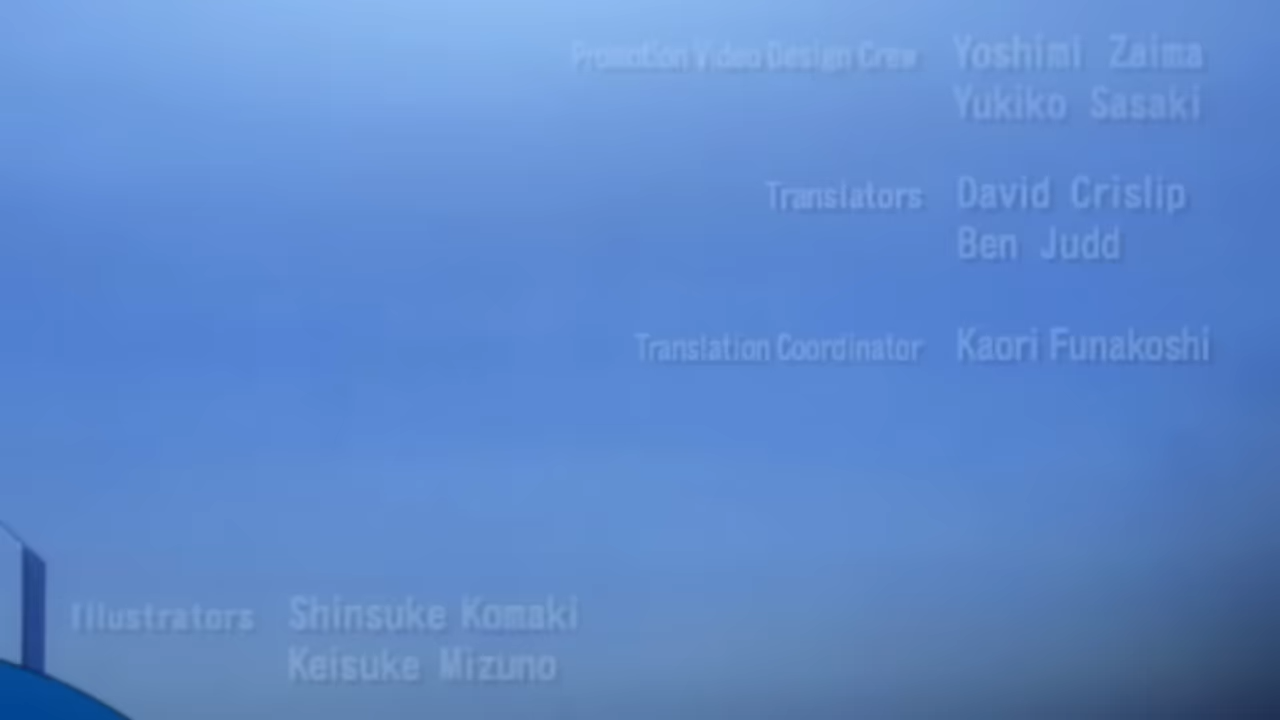 Promotion Video Design Crew Yoshimi Zaima
Yukiko Sasaki
Translators David Crislip
Ben Judd
Translation Coordinator Kaori Funakoshi
Illustrators Shinsuke Komaki
Keisuke Mizuno